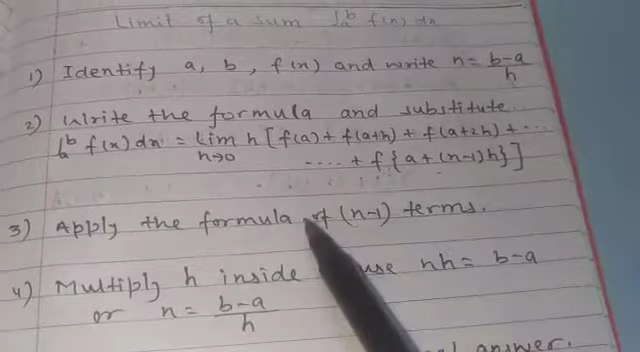 Limit of a sum ∫ₐᵇ f(x) dx
1) Identify a, b, f(x) and write n = b-a/h
2) Write the formula and substitute.
∫ₐᵇ f(x) dx = lim h→0 h [f(a) + f(a+h) + f(a+2h) + ...
.... + f{a+(n-1)h}]
3) Apply the formula of (n-1) terms.
4) Multiply h inside use nh = b-a
or n = b-a/h
answer.